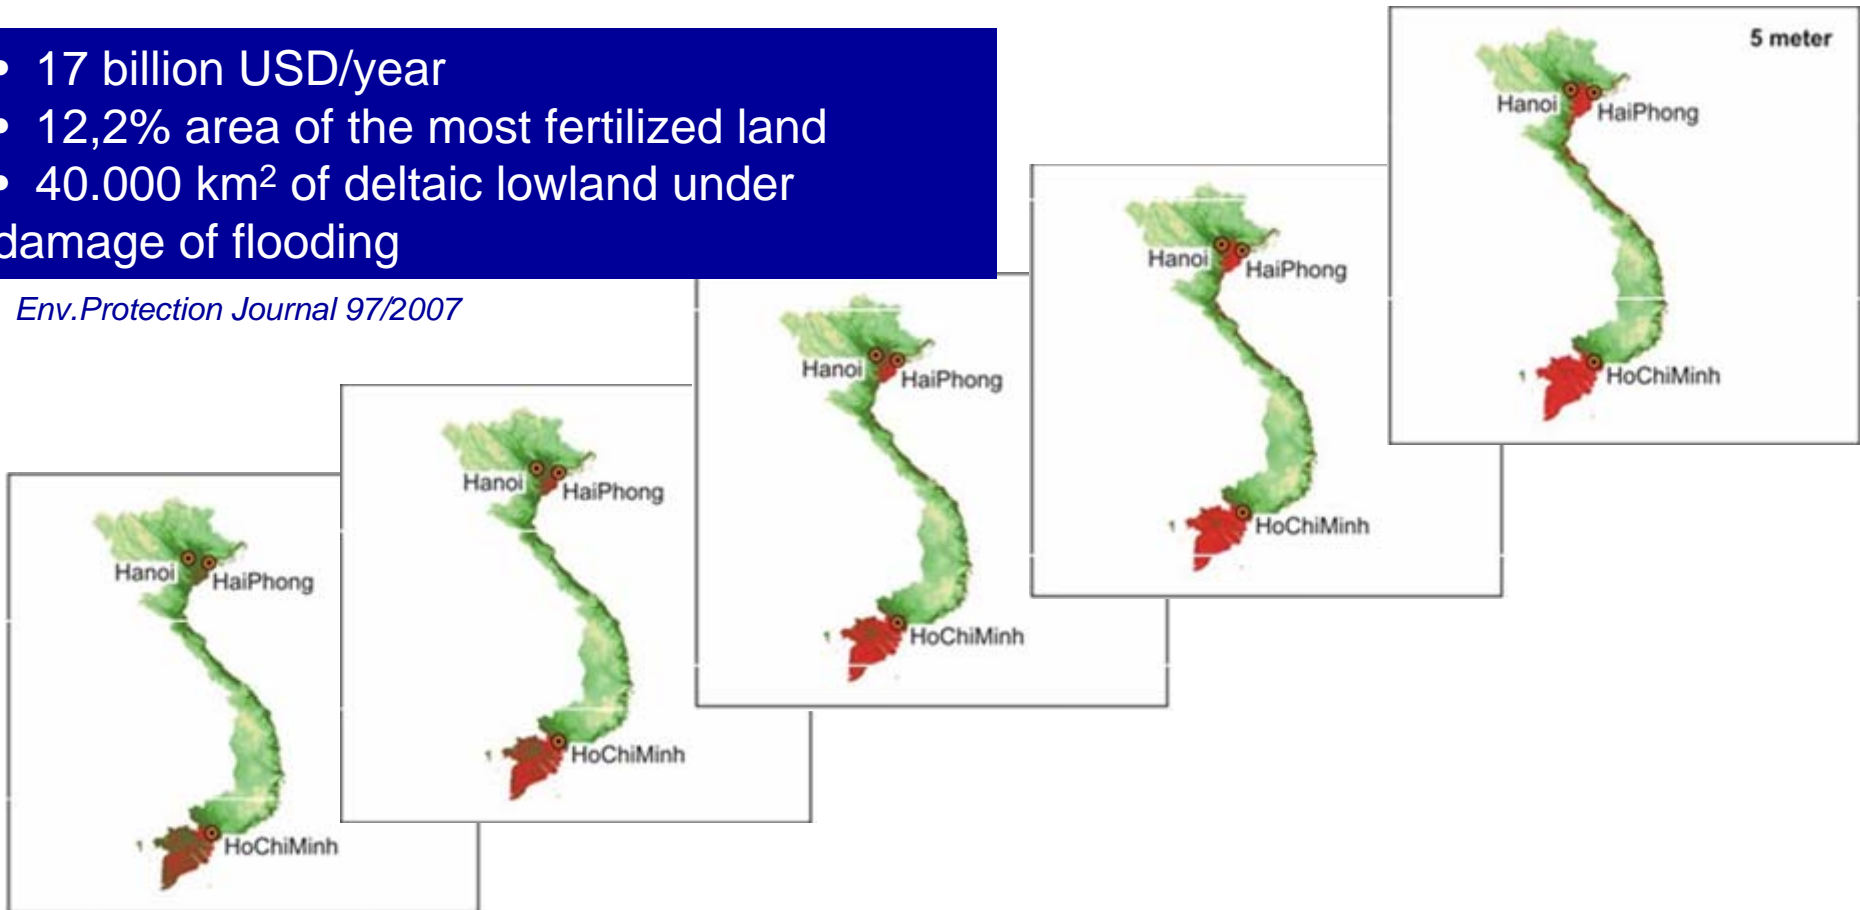 • 17 billion USD/year
• 12,2% area of the most fertilized land
• 40.000 km² of deltaic lowland under
damage of flooding
Env.Protection Journal 97/2007
5 meter
Hanoi
HaiPhong
HoChiMinh
Hanoi
HaiPhong
HoChiMinh
Hanoi
HaiPhong
HoChiMinh
Hanoi
HaiPhong
HoChiMinh
Hanoi
HaiPhong
HoChiMinh